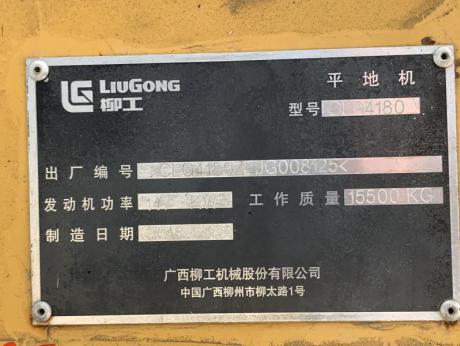 LIUGONG
柳工
平地机
型号 CLG4180
出厂编号
发动机功率 KW 工作质量 15500 KG
制造日期
广西柳工机械股份有限公司
中国广西柳州市柳太路1号